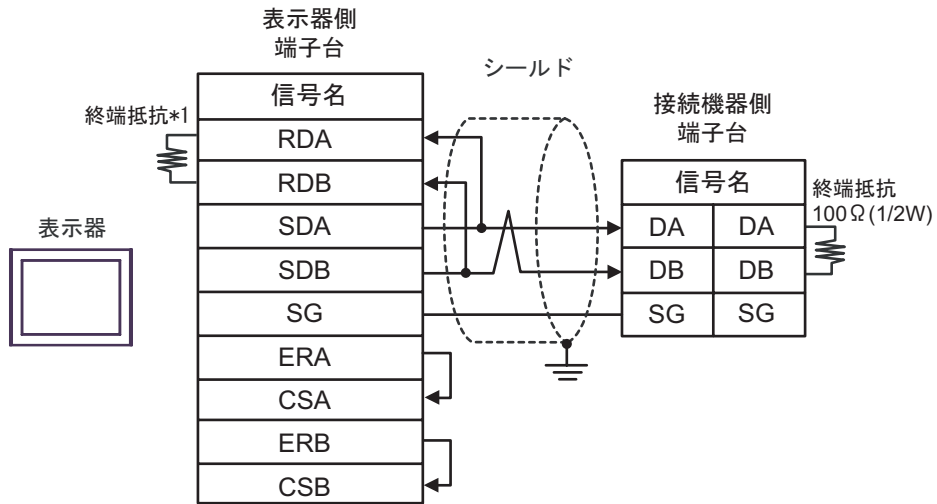 表示器側
端子台
シールド
接続機器側
端子台
終端抵抗*1
信号名
RDA
RDB
SDA
SDB
SG
ERA
CSA
ERB
CSB
表示器
信号名
DA DA
DB DB
SG SG
終端抵抗
100Ω(1/2W)